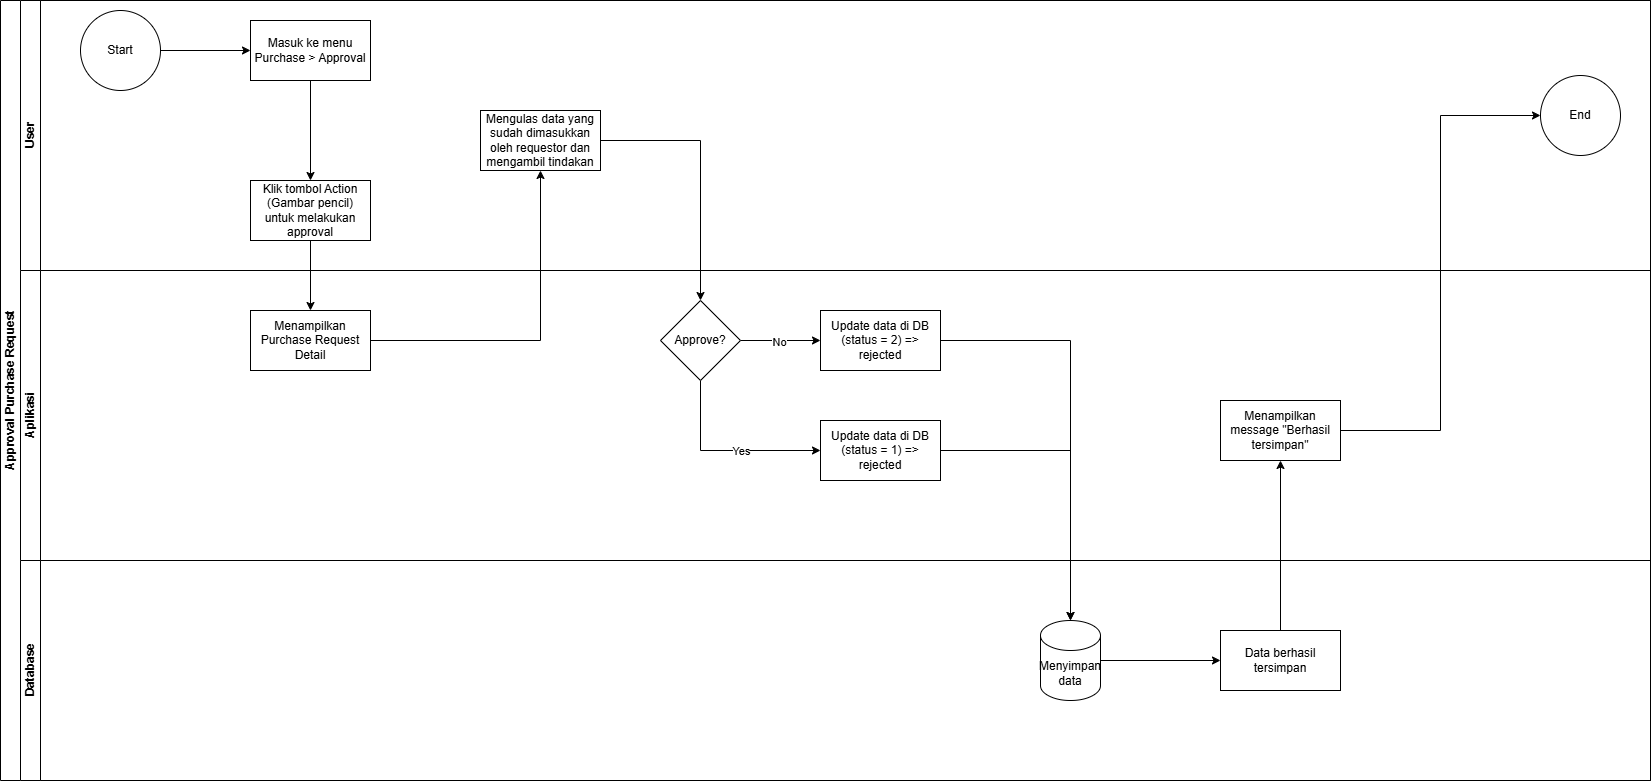 Approval Purchase Request
User
Start
Masuk ke menu
Purchase > Approval
Klik tombol Action
(Gambar pencil)
untuk melakukan
approval
Mengulas data yang
sudah dimasukkan
oleh requestor dan
mengambil tindakan
End
Aplikasi
Menampilkan
Purchase Request
Detail
Approve?
No
Update data di DB
(status = 2) =>
rejected
Yes
Update data di DB
(status = 1) =>
rejected
Menampilkan
message "Berhasil
tersimpan"
Database
Menyimpan
data
Data berhasil
tersimpan